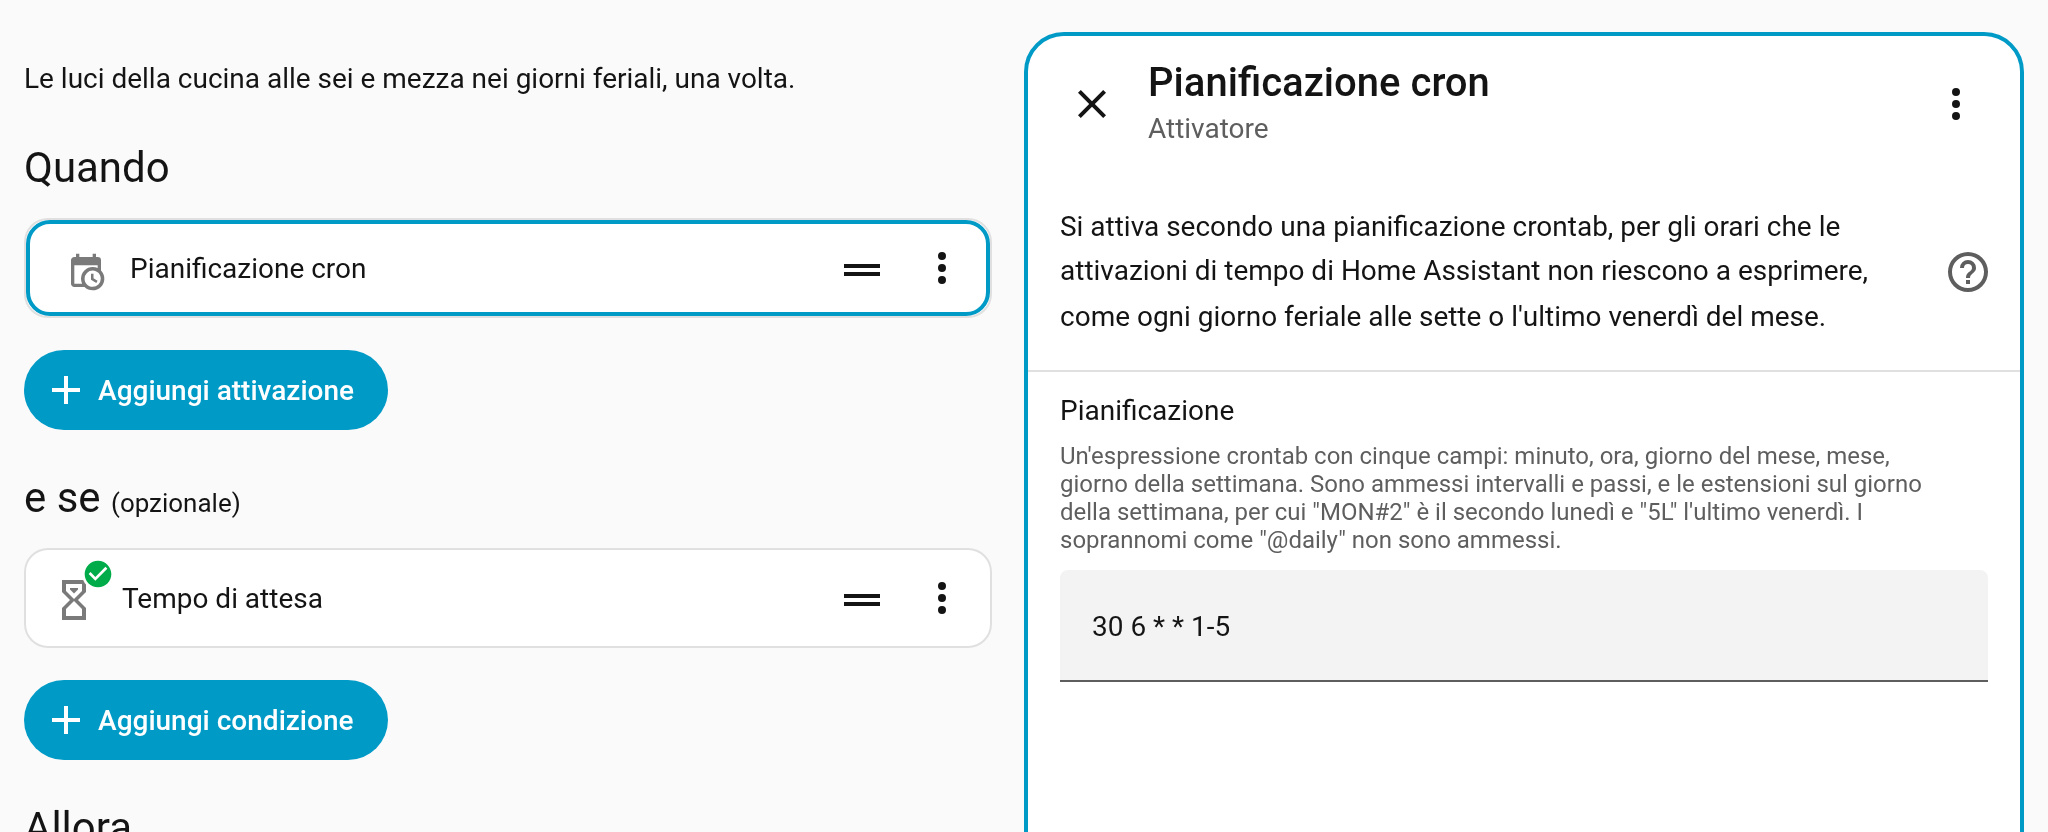 Le luci della cucina alle sei e mezza nei giorni feriali, una volta.
Quando
Pianificazione cron
Aggiungi attivazione
e se (opzionale)
Tempo di attesa
Aggiungi condizione
Allora
Pianificazione cron
Attivatore
Si attiva secondo una pianificazione crontab, per gli orari che le
attivazioni di tempo di Home Assistant non riescono a esprimere,
come ogni giorno feriale alle sette o l'ultimo venerdì del mese.
Pianificazione
Un'espressione crontab con cinque campi: minuto, ora, giorno del mese, mese,
giorno della settimana. Sono ammessi intervalli e passi, e le estensioni sul giorno
della settimana, per cui "MON#2" è il secondo lunedì e "5L" l'ultimo venerdì. I
soprannomi come "@daily" non sono ammessi.
30 6 * * 1-5